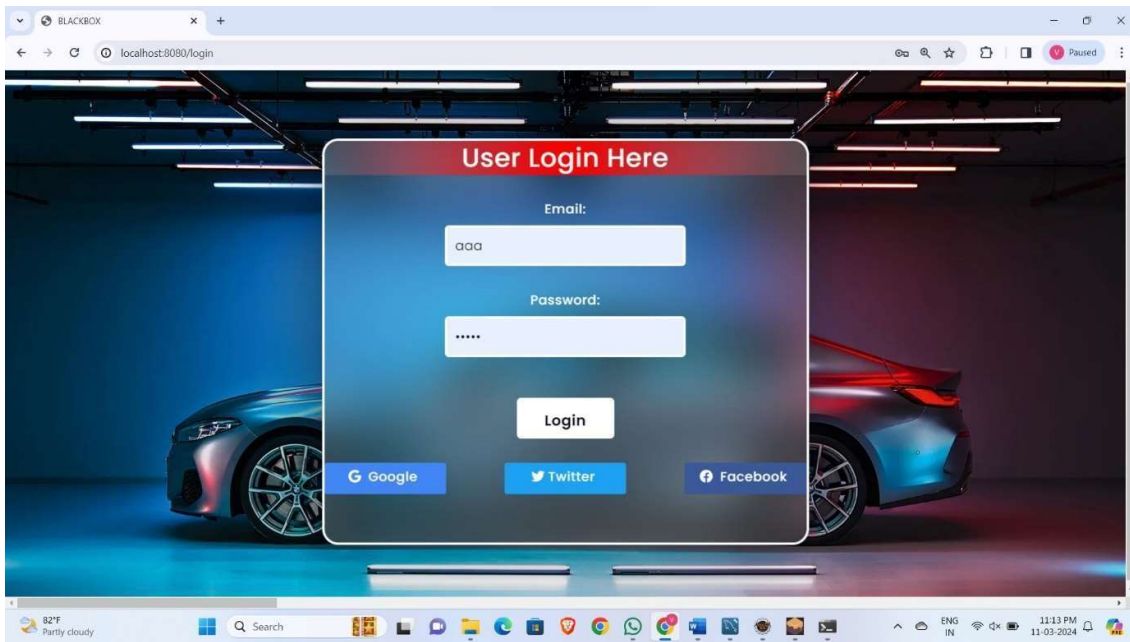 BLACKBOX
localhost:8080/login
V Paused
User Login Here
Email:
aaa
Password:
•••••
Login
G Google
Twitter
Facebook
82°F
Partly cloudy
Search
ENG
IN
11:13 PM
11-03-2024